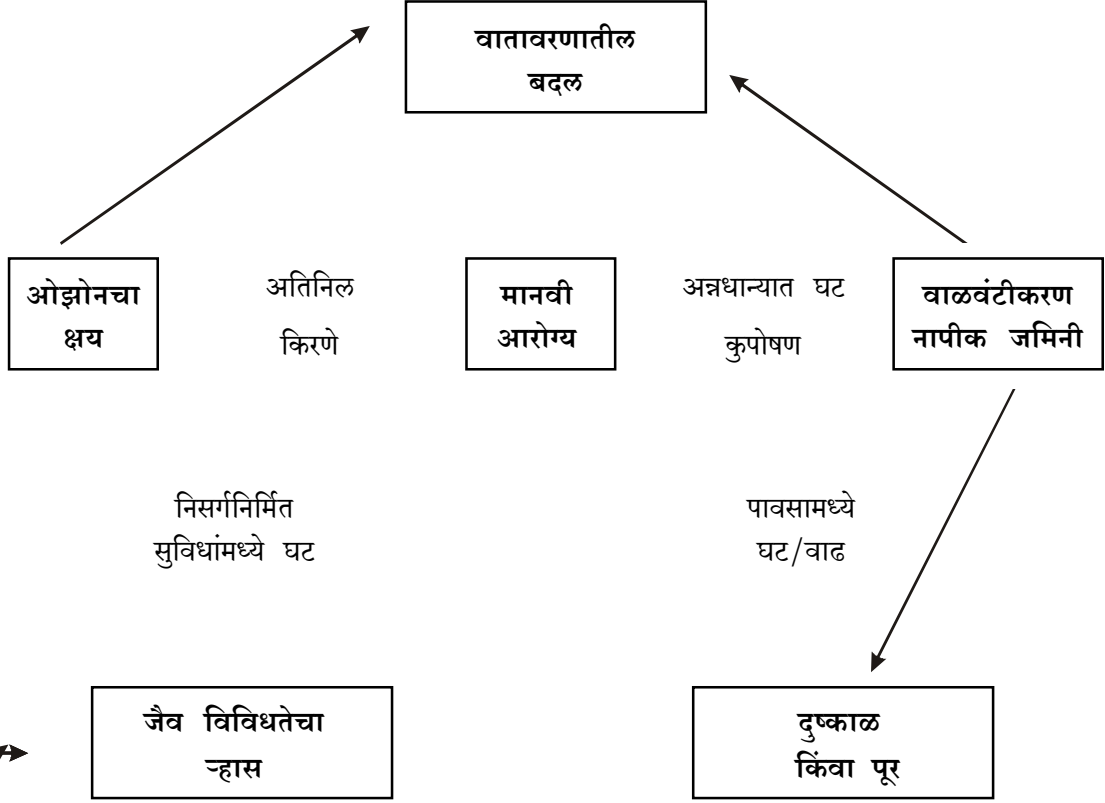 वातावरणातील
बदल
ओझोनचा
क्षय
अतिनिल
किरणे
मानवी
आरोग्य
अन्नधान्यात घट
कुपोषण
वाळवंटीकरण
नापीक जमिनी
निसर्गनिर्मित
सुविधांमध्ये घट
पावसामध्ये
घट/वाढ
जैव विविधतेचा
ऱ्हास
दुष्काळ
किंवा पूर